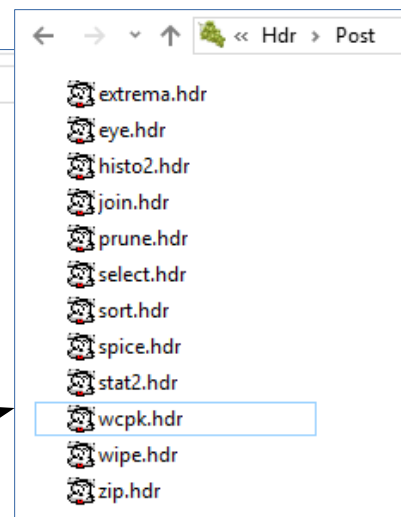 « Hdr > Post
extrema.hdr
eye.hdr
histo2.hdr
join.hdr
prune.hdr
select.hdr
sort.hdr
spice.hdr
stat2.hdr
wcpk.hdr
wipe.hdr
zip.hdr